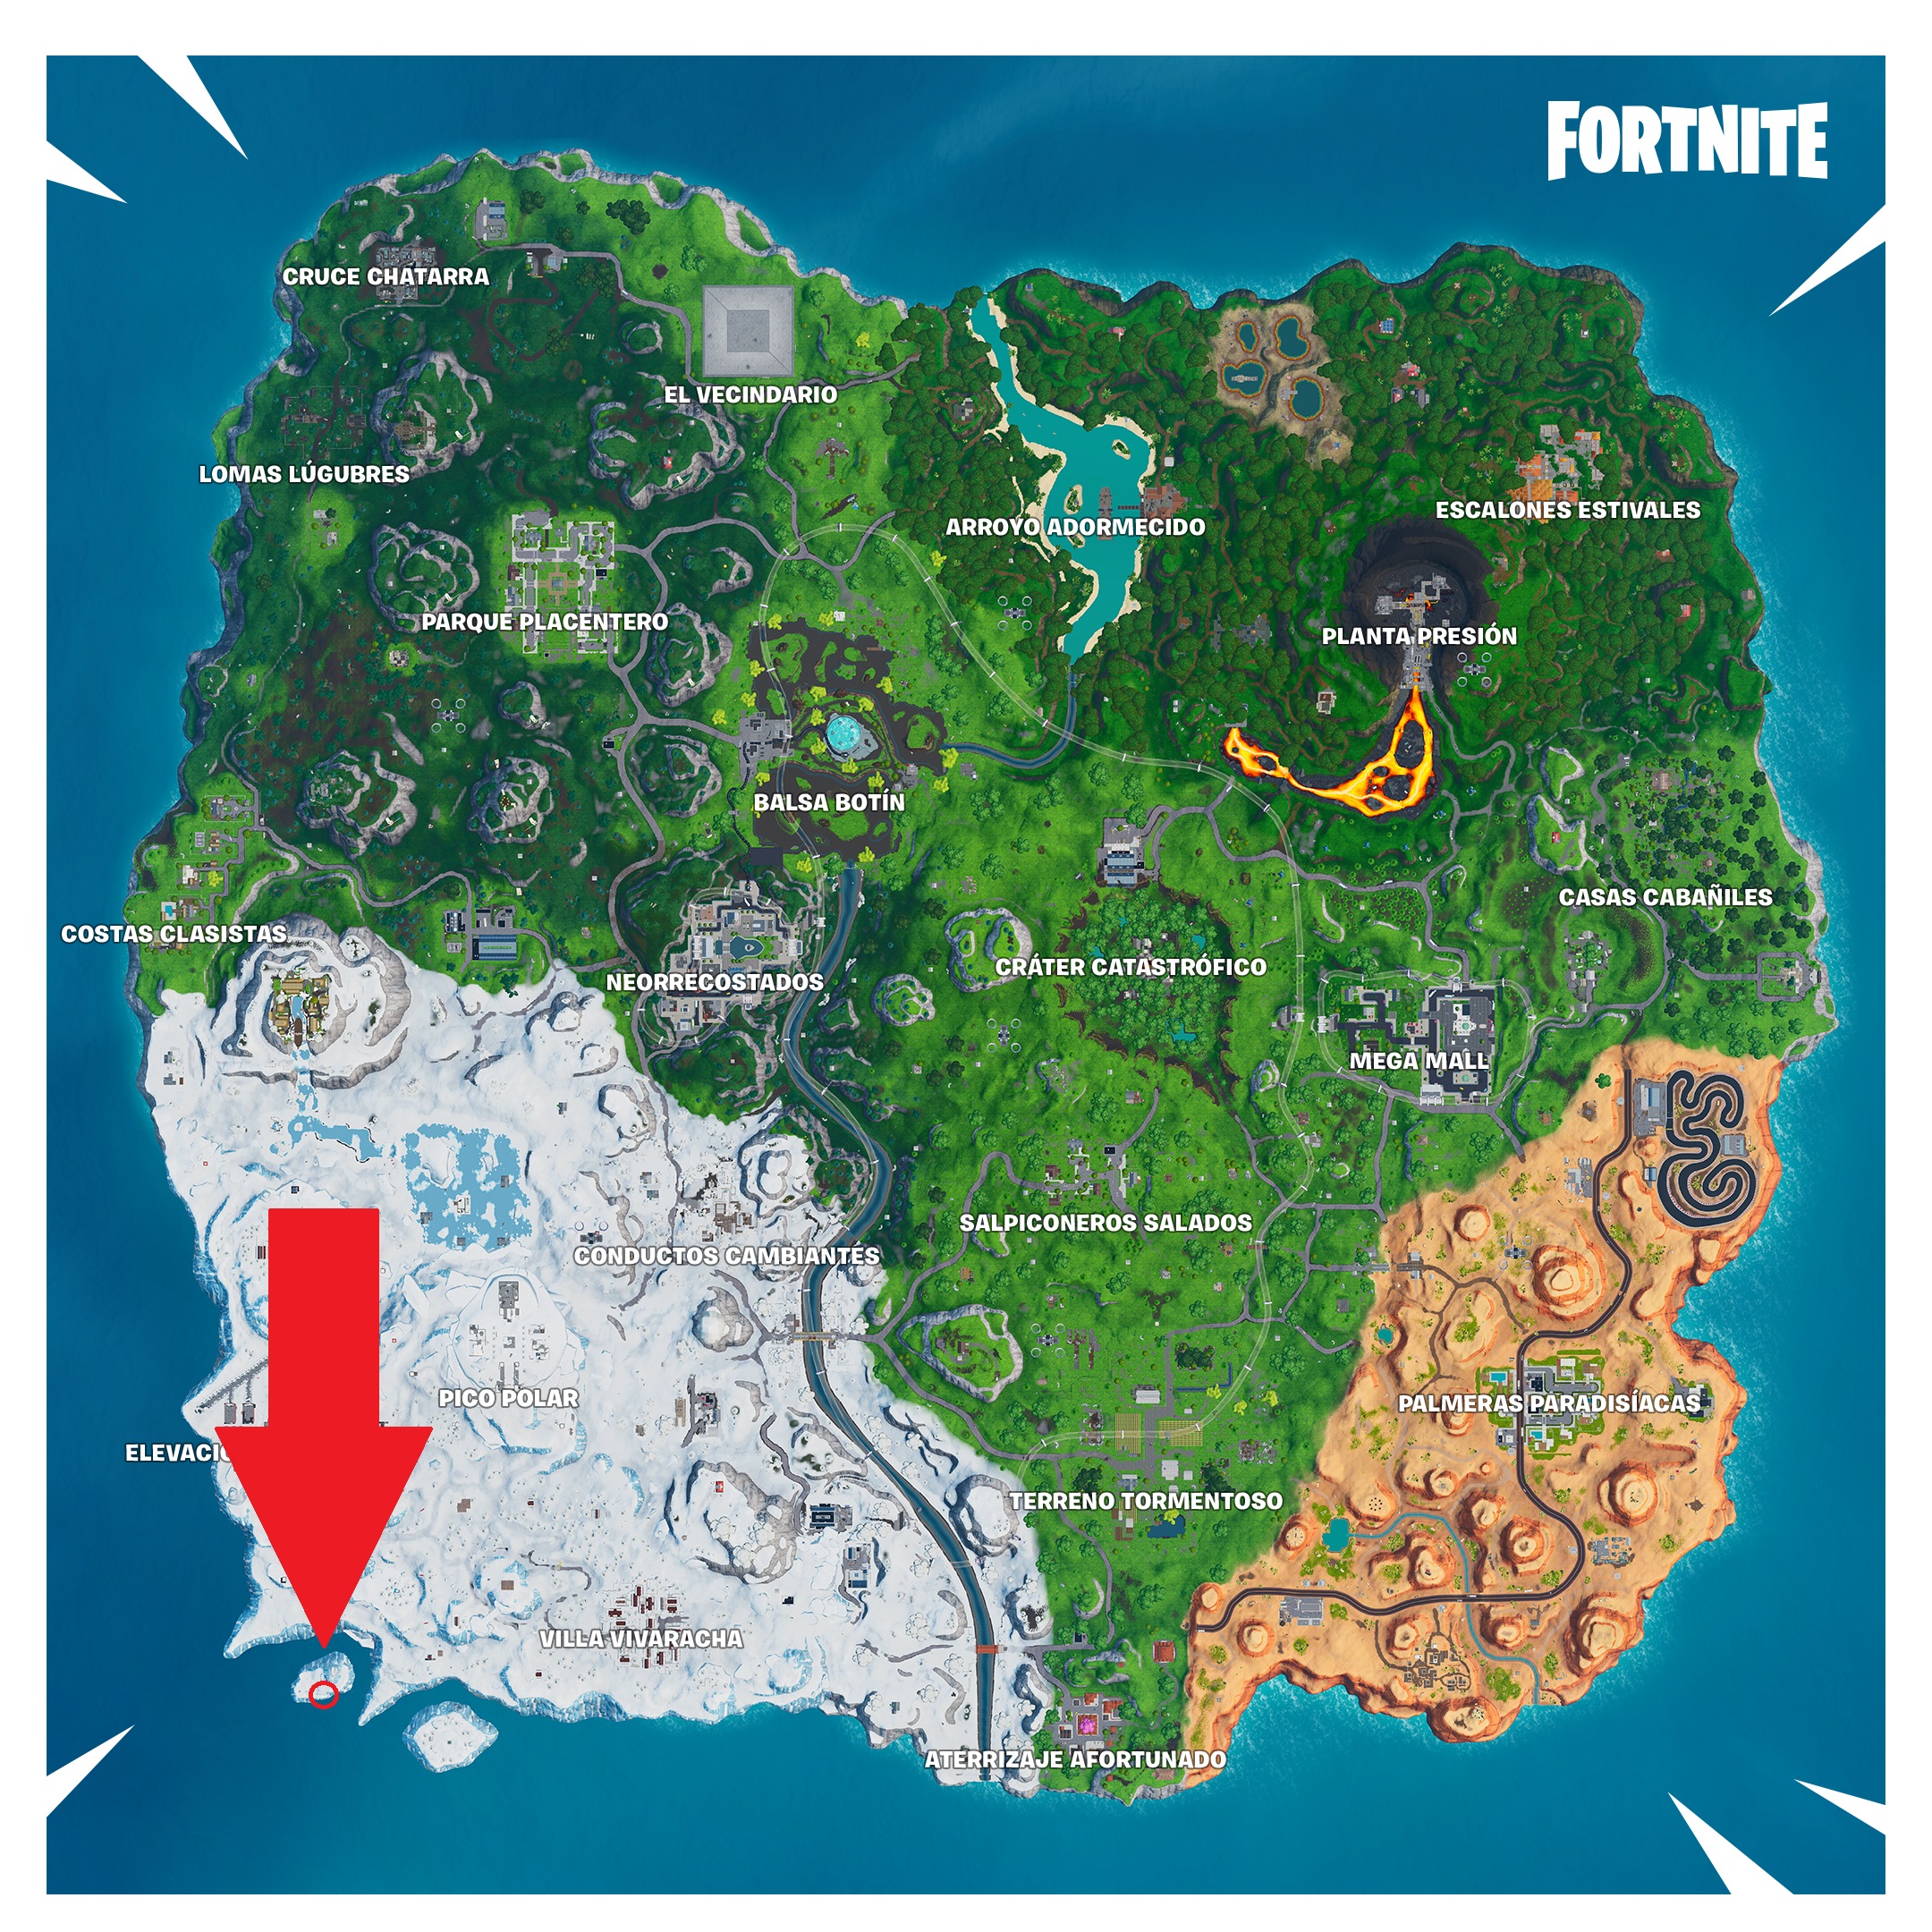 FORTNITE
CRUCE CHATARRA
EL VECINDARIO
LOMAS LÚGUBRES
ESCALONES ESTIVALES
ARROYO ADORMECIDO
PARQUE PLACENTERO
PLANTA PRESIÓN
BALSA BOTÍN
CASAS CABAÑILES
COSTAS CLASISTAS
CRÁTER CATASTRÓFICO
NEORRECOSTADOS
MEGA MALL
SALPICONEROS SALADOS
CONDUCTOS CAMBIANTES
PICO POLAR
PALMERAS PARADISÍACAS
TERRENO TORMENTOSO
VILLA VIVARACHA
ATERRIZAJE AFORTUNADO